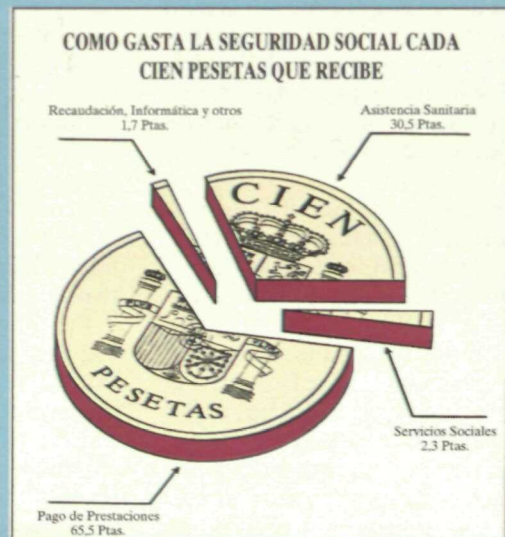 COMO GASTA LA SEGURIDAD SOCIAL CADA
CIEN PESETAS QUE RECIBE
Recaudación, Informática y otros
1,7 Ptas.
Asistencia Sanitaria
30,5 Ptas.
CIEN
PESETAS
Servicios Sociales
2,3 Ptas.
Pago de Prestaciones
65,5 Ptas.